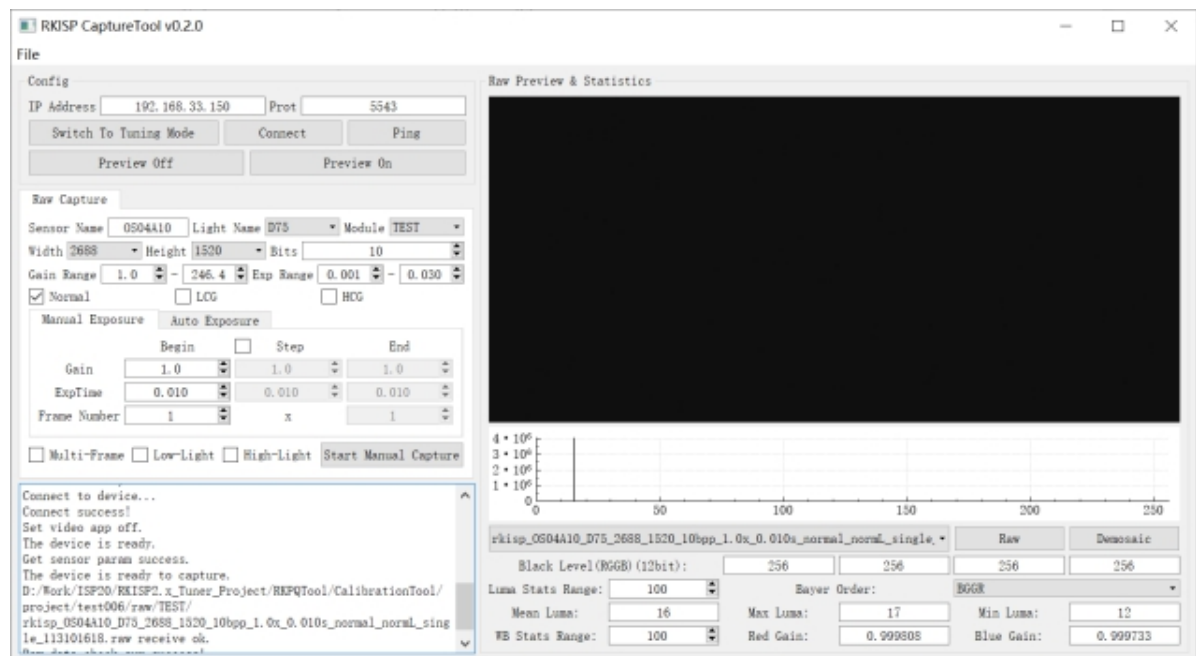 RKISP CaptureTool v0.2.0
File
Config
IP Address 192.168.33.150 Prot 5543
Switch To Tuning Mode Connect Ping
Preview Off Preview On
Raw Capture
Sensor Name OS04A10 Light Name D75 Module TEST
Width 2688 Height 1520 Bits 10
Gain Range 1.0 - 246.4 Exp Range 0.001 - 0.030
Normal LCG HCG
Manual Exposure Auto Exposure
Begin Step End
Gain 1.0 1.0 1.0
ExpTime 0.010 0.010 0.010
Frame Number 1 x 1
Multi-Frame Low-Light High-Light Start Manual Capture
Connect to device...
Connect success!
Set video app off.
The device is ready.
Get sensor param success.
The device is ready to capture.
D:/Work/ISP20/RKISP2.x_Tuner_Project/RKPQTool/CalibrationTool/
project/test006/raw/TEST/
rkisp_OS04A10_D75_2688_1520_10bpp_1.0x_0.010s_normal_normL_sing
le_113101618.raw receive ok.
Raw data check sum success!
Raw Preview & Statistics
4•10⁶
3•10⁶
2•10⁶
1•10⁶
0
0 50 100 150 200 250
rkisp_OS04A10_D75_2688_1520_10bpp_1.0x_0.010s_normal_normL_single_ Raw Demosaic
Black Level(RGGB)(12bit): 256 256 256 256
Luma Stats Range: 100 Bayer Order: BGGR
Mean Luma: 16 Max Luma: 17 Min Luma: 12
WB Stats Range: 100 Red Gain: 0.999808 Blue Gain: 0.999733